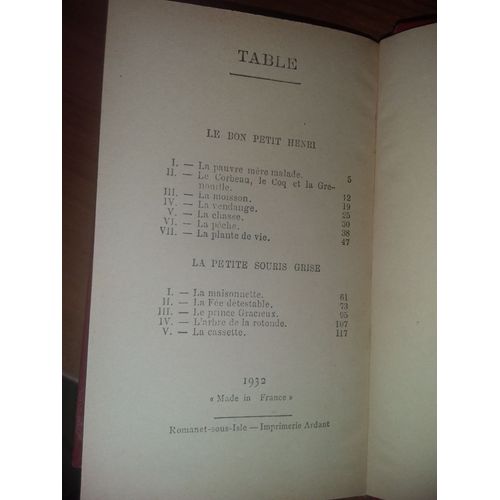 TABLE
LE BON PETIT HENRI
I. — La pauvre mère malade. 5
II. — Le Corbeau, le Coq et la Gre-
nouille. 12
III. — La moisson. 19
IV. — La vendange. 25
V. — La chasse. 30
VI. — La pêche. 38
VII. — La plante de vie. 47
LA PETITE SOURIS GRISE
I. — La maisonnette. 61
II. — La Fée détestable. 73
III. — Le prince Gracieux. 95
IV. — L'arbre de la rotonde. 107
V. — La cassette. 117
1932
« Made in France »
Romanet-sous-Isle — Imprimerie Ardant